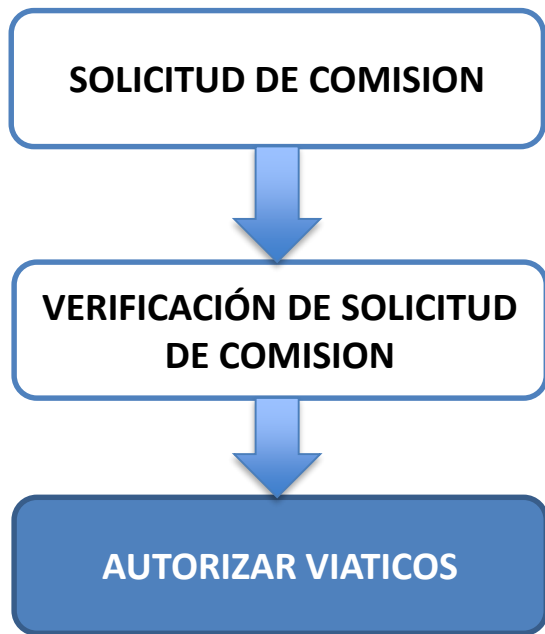 SOLICITUD DE COMISION
VERIFICACIÓN DE SOLICITUD
DE COMISION
AUTORIZAR VIATICOS